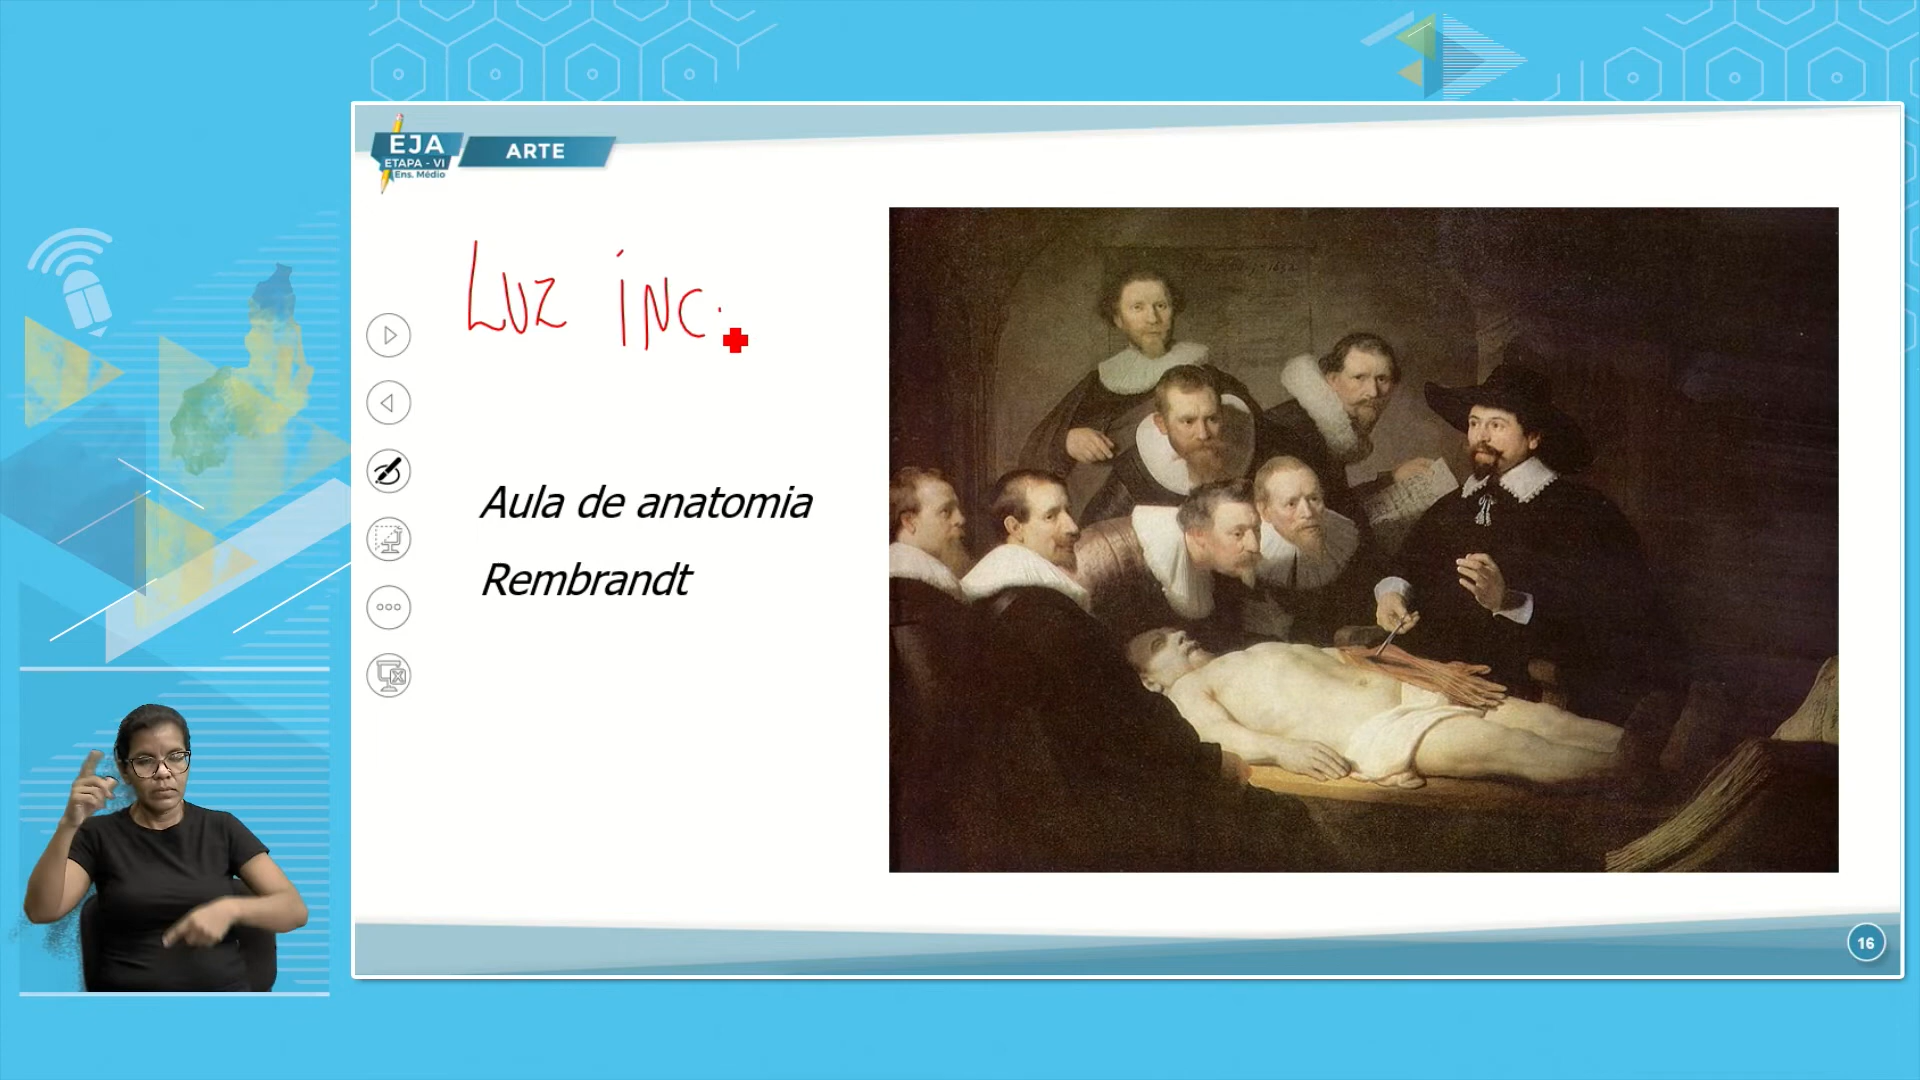 EJA
ETAPA - VI
Ens. Médio
ARTE
LUZ INC.
Aula de anatomia
Rembrandt
16